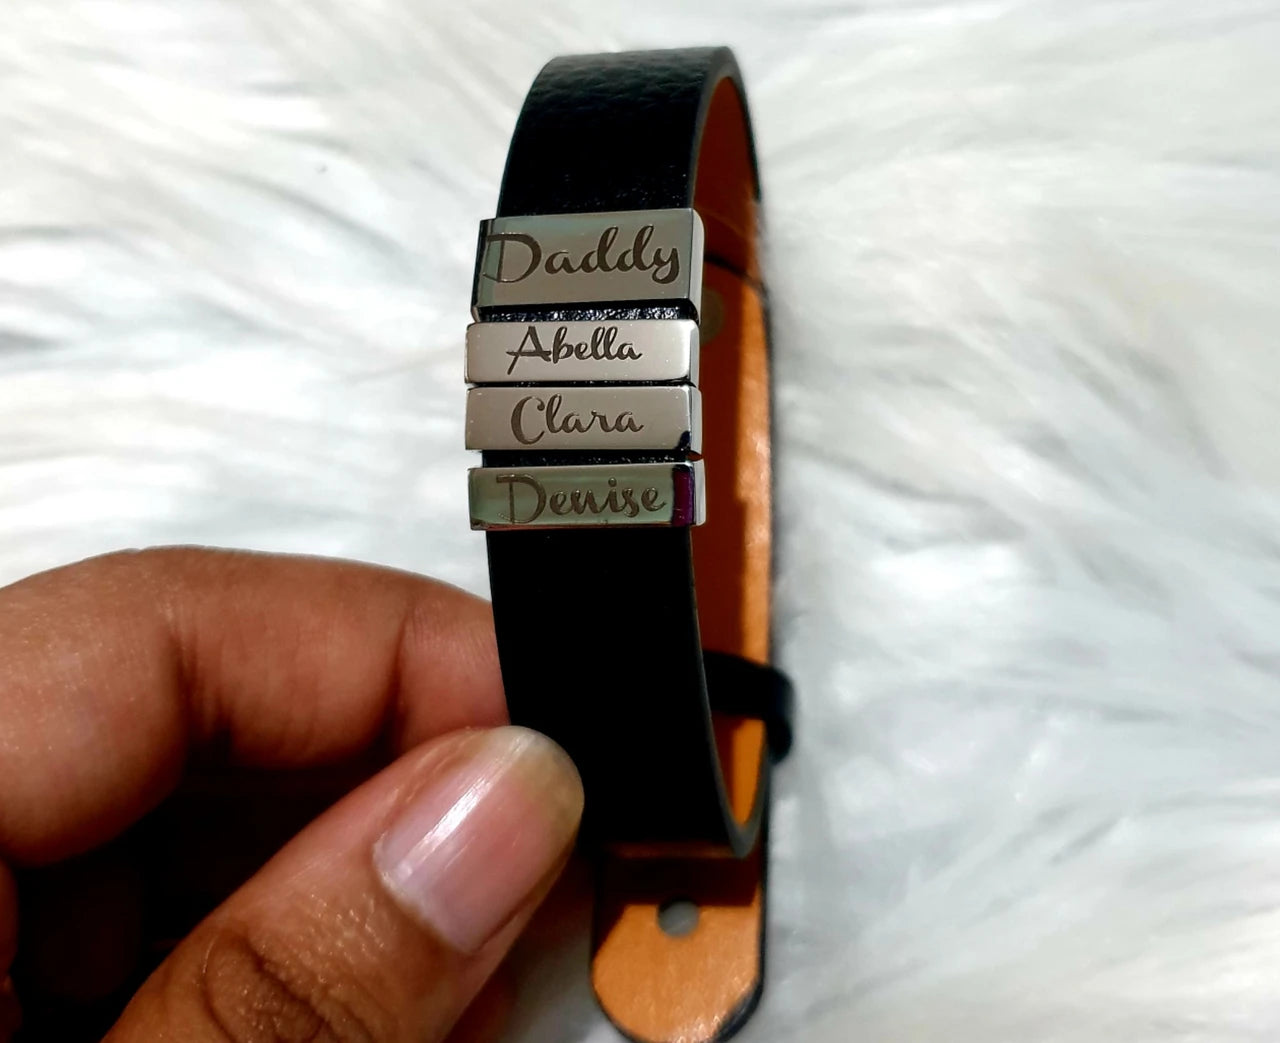 Daddy
Abella
Clara
Denise